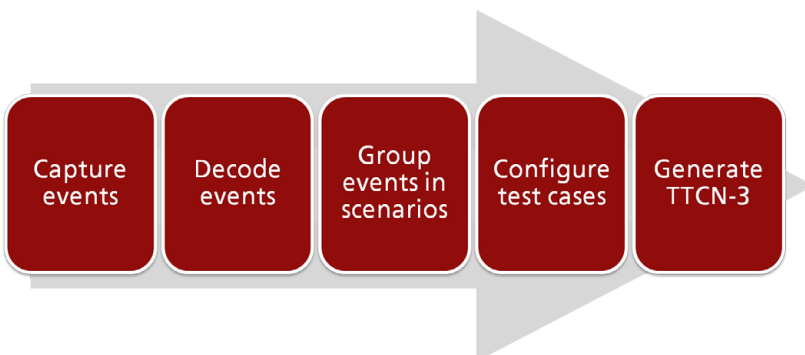 Capture
events
Decode
events
Group
events in
scenarios
Configure
test cases
Generate
TTCN-3